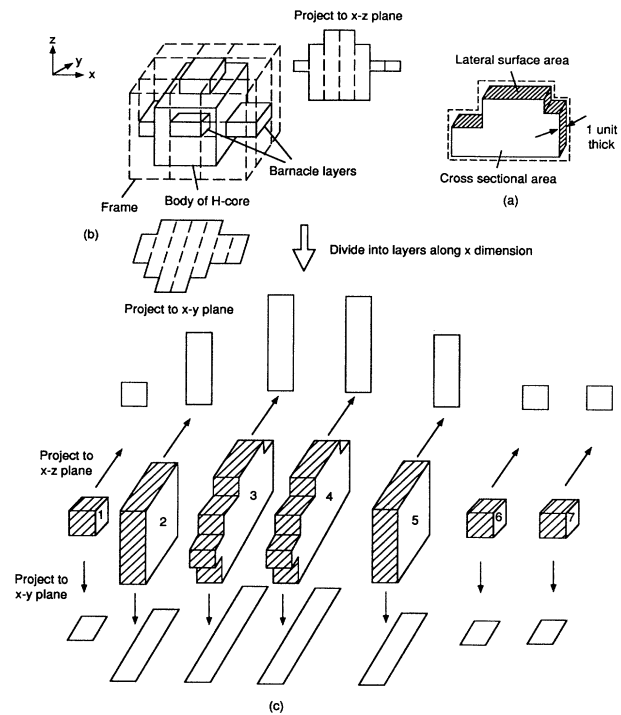 Project to x-z plane
z
y
x
Lateral surface area
1 unit
thick
Cross sectional area
(a)
Barnacle layers
Frame
Body of H-core
(b)
Divide into layers along x dimension
Project to x-y plane
Project to
x-z plane
1
2
3
4
5
6
7
Project to
x-y plane
(c)